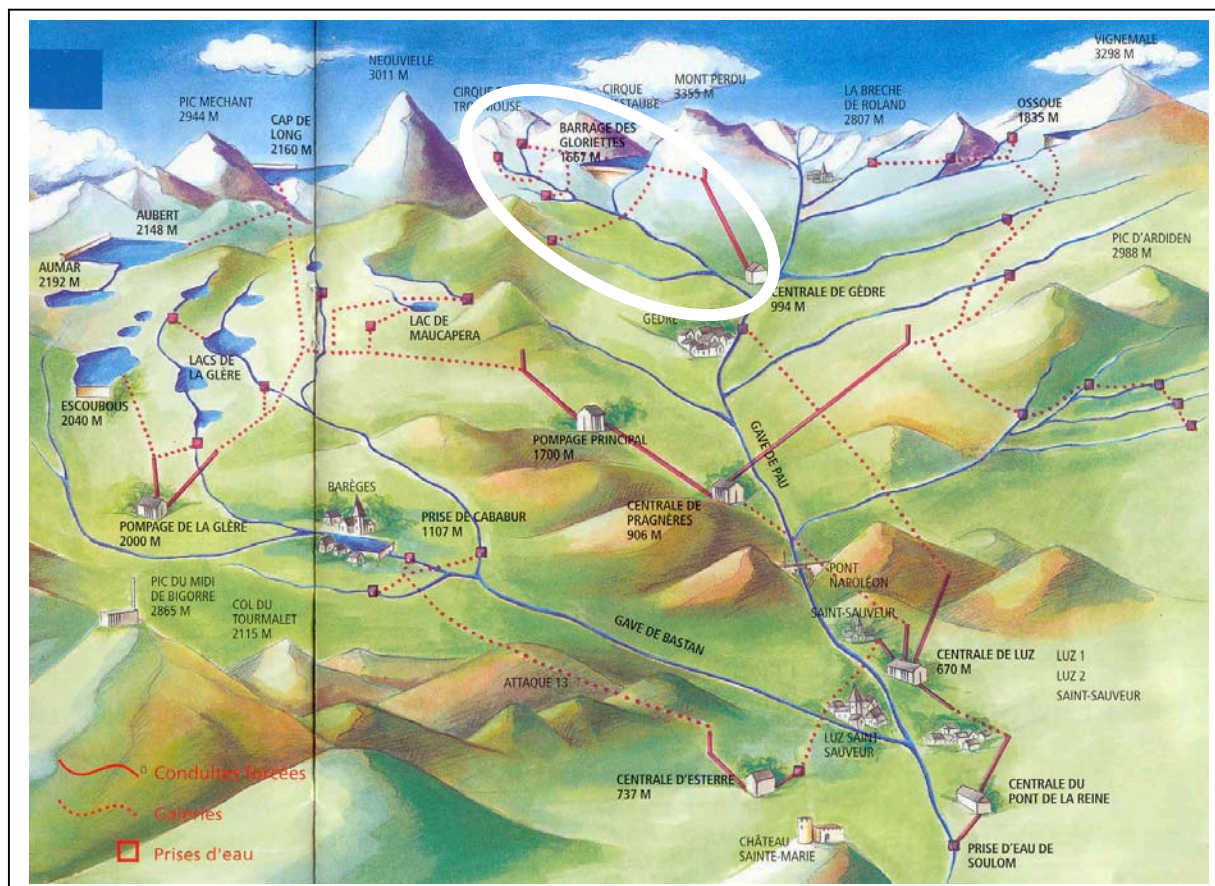 VIGNEMALE
3298 M
NEOUVIELLE
3011 M
MONT PERDU
3355 M
CIRQUE
CIRQUE
LA BRECHE
DE ROLAND
2807 M
OSSOUE
1835 M
PIC MECHANT
2944 M
CAP DE
LONG
2160 M
BARRAGE DES
GLORIETTES
1667 M
AUBERT
2148 M
AUMAR
2192 M
PIC D'ARDIDEN
2988 M
CENTRALE DE GÈDRE
994 M
GÈDRE
LAC DE
MAUCAPERA
LACS DE
LA GLÈRE
ESCOUBOUS
2040 M
POMPAGE PRINCIPAL
1700 M
GAVE DE PAU
BARÈGES
PRISE DE CABABUR
1107 M
CENTRALE DE
PRAGNÈRES
906 M
POMPAGE DE LA GLÈRE
2000 M
PIC DU MIDI
DE BIGORRE
2865 M
COL DU
TOURMALET
2115 M
PONT
NAPOLÉON
SAINT-SAUVEUR
GAVE DE BASTAN
CENTRALE DE LUZ
670 M
LUZ 1
LUZ 2
SAINT-SAUVEUR
ATTAQUE 13
LUZ SAINT-
SAUVEUR
CENTRALE D'ESTERRE
737 M
CENTRALE DU
PONT DE LA REINE
CHÂTEAU
SAINTE-MARIE
PRISE D'EAU DE
SOULOM
Conduites forcées
Galeries
Prises d'eau